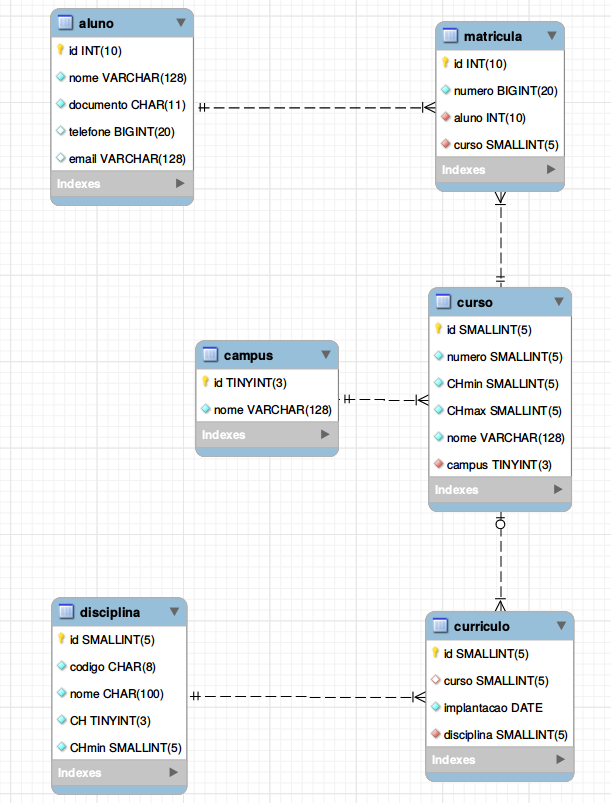 aluno
id INT(10)
nome VARCHAR(128)
documento CHAR(11)
telefone BIGINT(20)
email VARCHAR(128)
Indexes
matricula
id INT(10)
numero BIGINT(20)
aluno INT(10)
curso SMALLINT(5)
Indexes
curso
id SMALLINT(5)
numero SMALLINT(5)
CHmin SMALLINT(5)
CHmax SMALLINT(5)
nome VARCHAR(128)
campus TINYINT(3)
Indexes
campus
id TINYINT(3)
nome VARCHAR(128)
Indexes
disciplina
id SMALLINT(5)
codigo CHAR(8)
nome CHAR(100)
CH TINYINT(3)
CHmin SMALLINT(5)
Indexes
curriculo
id SMALLINT(5)
curso SMALLINT(5)
implantacao DATE
disciplina SMALLINT(5)
Indexes